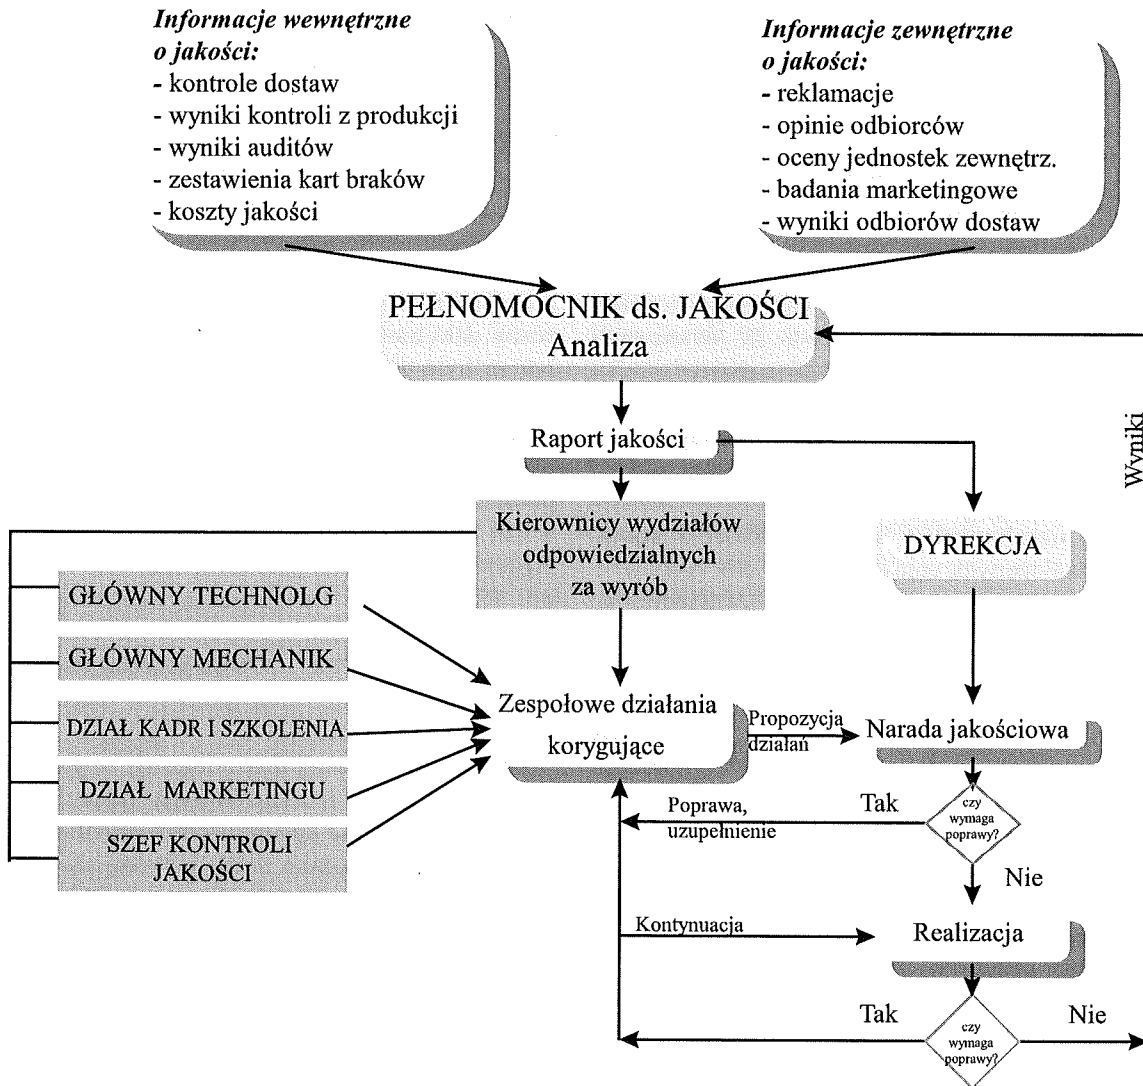 Informacje wewnętrzne
o jakości:
- kontrole dostaw
- wyniki kontroli z produkcji
- wyniki auditów
- zestawienia kart braków
- koszty jakości
Informacje zewnętrzne
o jakości:
- reklamacje
- opinie odbiorców
- oceny jednostek zewnętrz.
- badania marketingowe
- wyniki odbiorów dostaw
PEŁNOMOCNIK ds. JAKOŚCI
Analiza
Raport jakości
Wyniki
Kierownicy wydziałów
odpowiedzialnych
za wyrób
DYREKCJA
GŁÓWNY TECHNOLG
GŁÓWNY MECHANIK
DZIAŁ KADR I SZKOLENIA
DZIAŁ MARKETINGU
SZEF KONTROLI
JAKOŚCI
Zespołowe działania
korygujące
Propozycja
działań
Narada jakościowa
Poprawa,
uzupełnienie
Tak
czy
wymaga
poprawy?
Nie
Kontynuacja
Realizacja
Tak
czy
wymaga
poprawy?
Nie